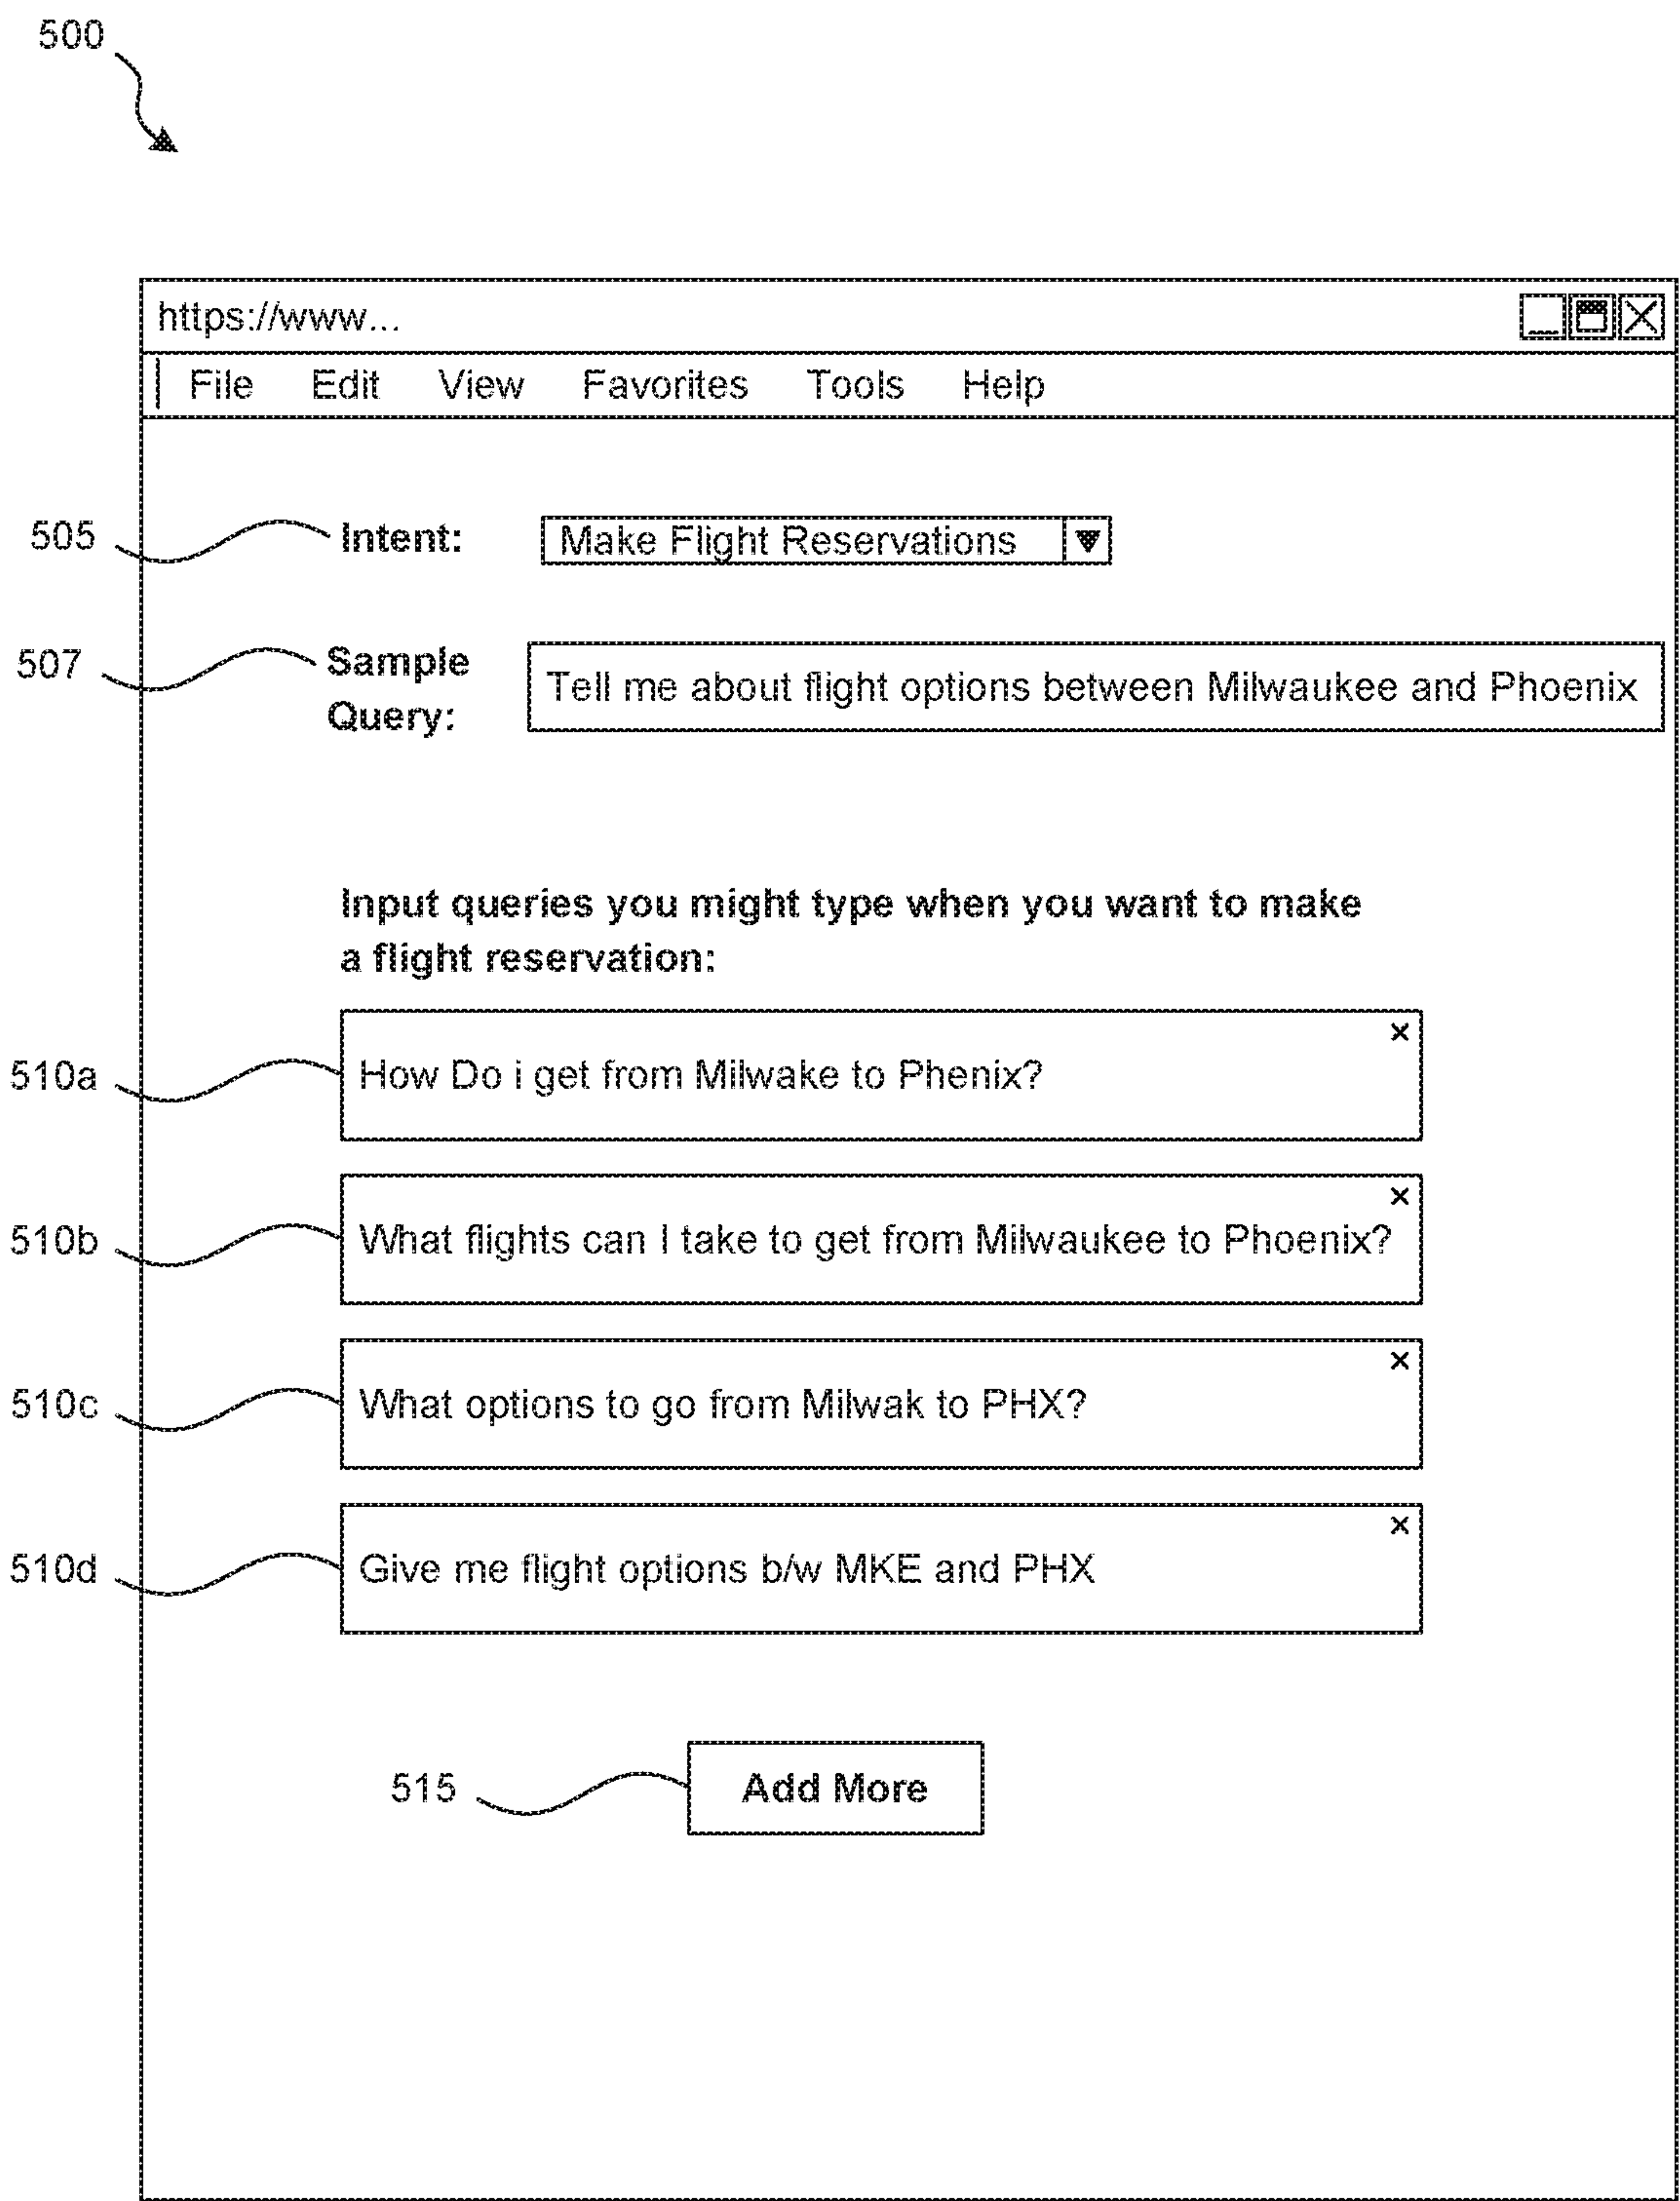 500
https://www...
File Edit View Favorites Tools Help
505 Intent: Make Flight Reservations
507 Sample Query: Tell me about flight options between Milwaukee and Phoenix
Input queries you might type when you want to make
a flight reservation:
510a How Do i get from Milwake to Phenix?
510b What flights can I take to get from Milwaukee to Phoenix?
510c What options to go from Milwak to PHX?
510d Give me flight options b/w MKE and PHX
515 Add More